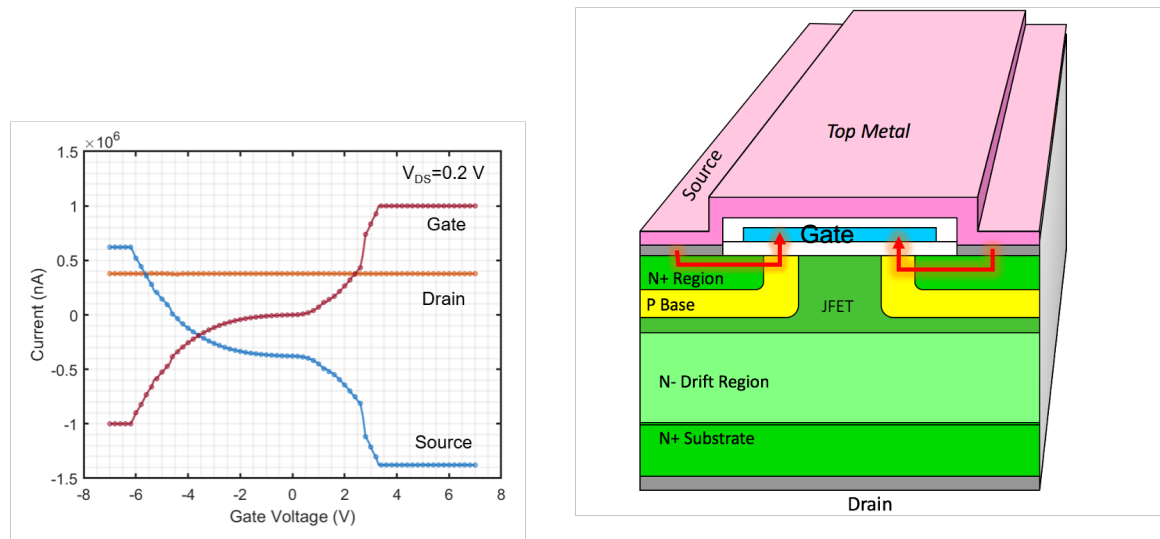 ×10⁶
1.5
1
0.5
0
-0.5
-1
-1.5
-8
-6
-4
-2
0
2
4
6
8
Current (nA)
Gate Voltage (V)
V_DS=0.2 V
Gate
Drain
Source
Top Metal
Source
Gate
N+ Region
P Base
JFET
N- Drift Region
N+ Substrate
Drain